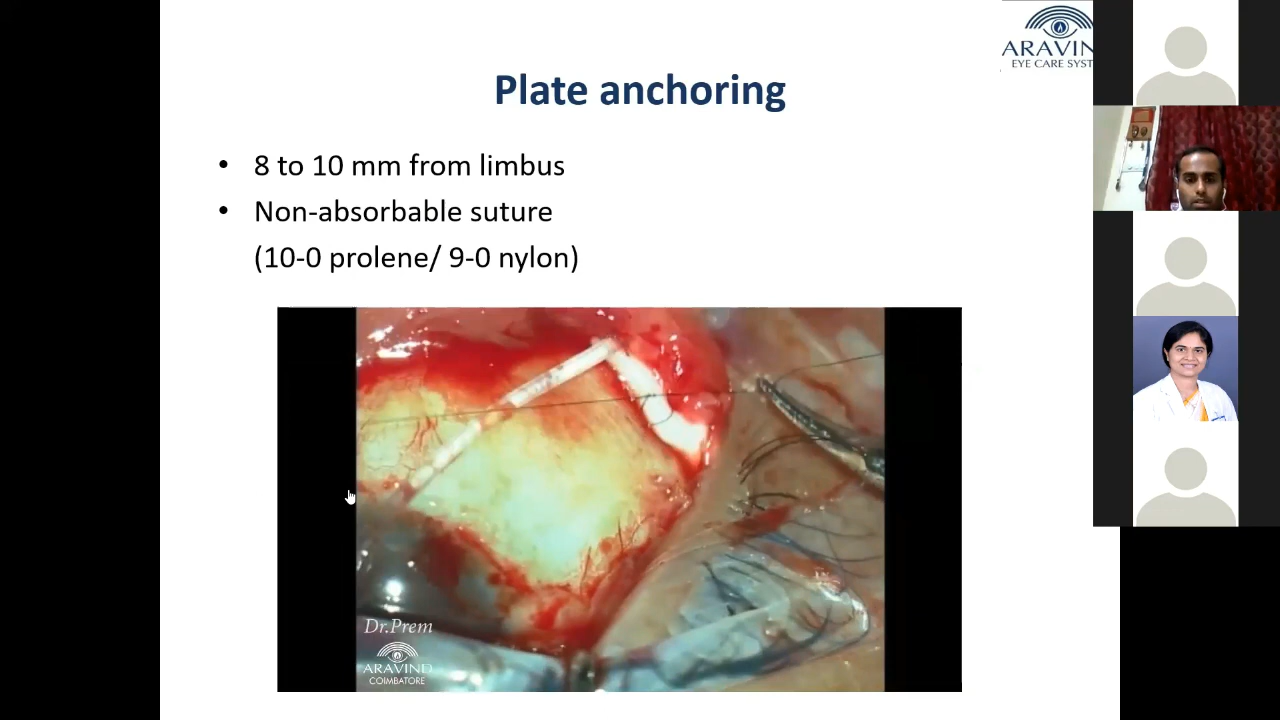 ARAVIN
EYE CARE SYST
Plate anchoring
• 8 to 10 mm from limbus
• Non-absorbable suture
(10-0 prolene/ 9-0 nylon)
Dr.Prem
ARAVIND
COIMBATORE